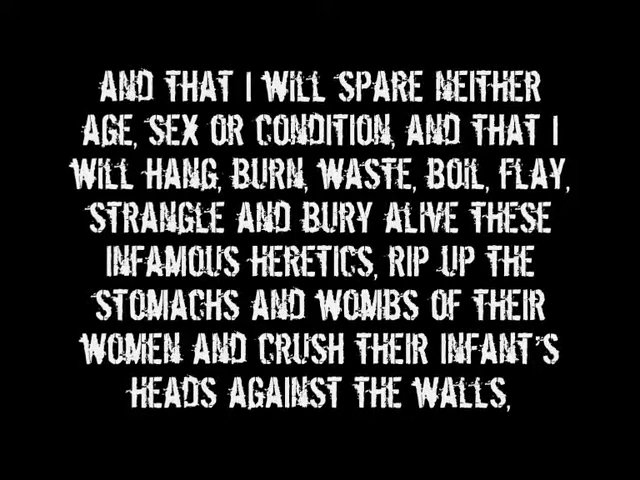 AND THAT I WILL SPARE NEITHER
AGE, SEX OR CONDITION, AND THAT I
WILL HANG, BURN, WASTE, BOIL, FLAY,
STRANGLE AND BURY ALIVE THESE
INFAMOUS HERETICS, RIP UP THE
STOMACHS AND WOMBS OF THEIR
WOMEN AND CRUSH THEIR INFANT'S
HEADS AGAINST THE WALLS,